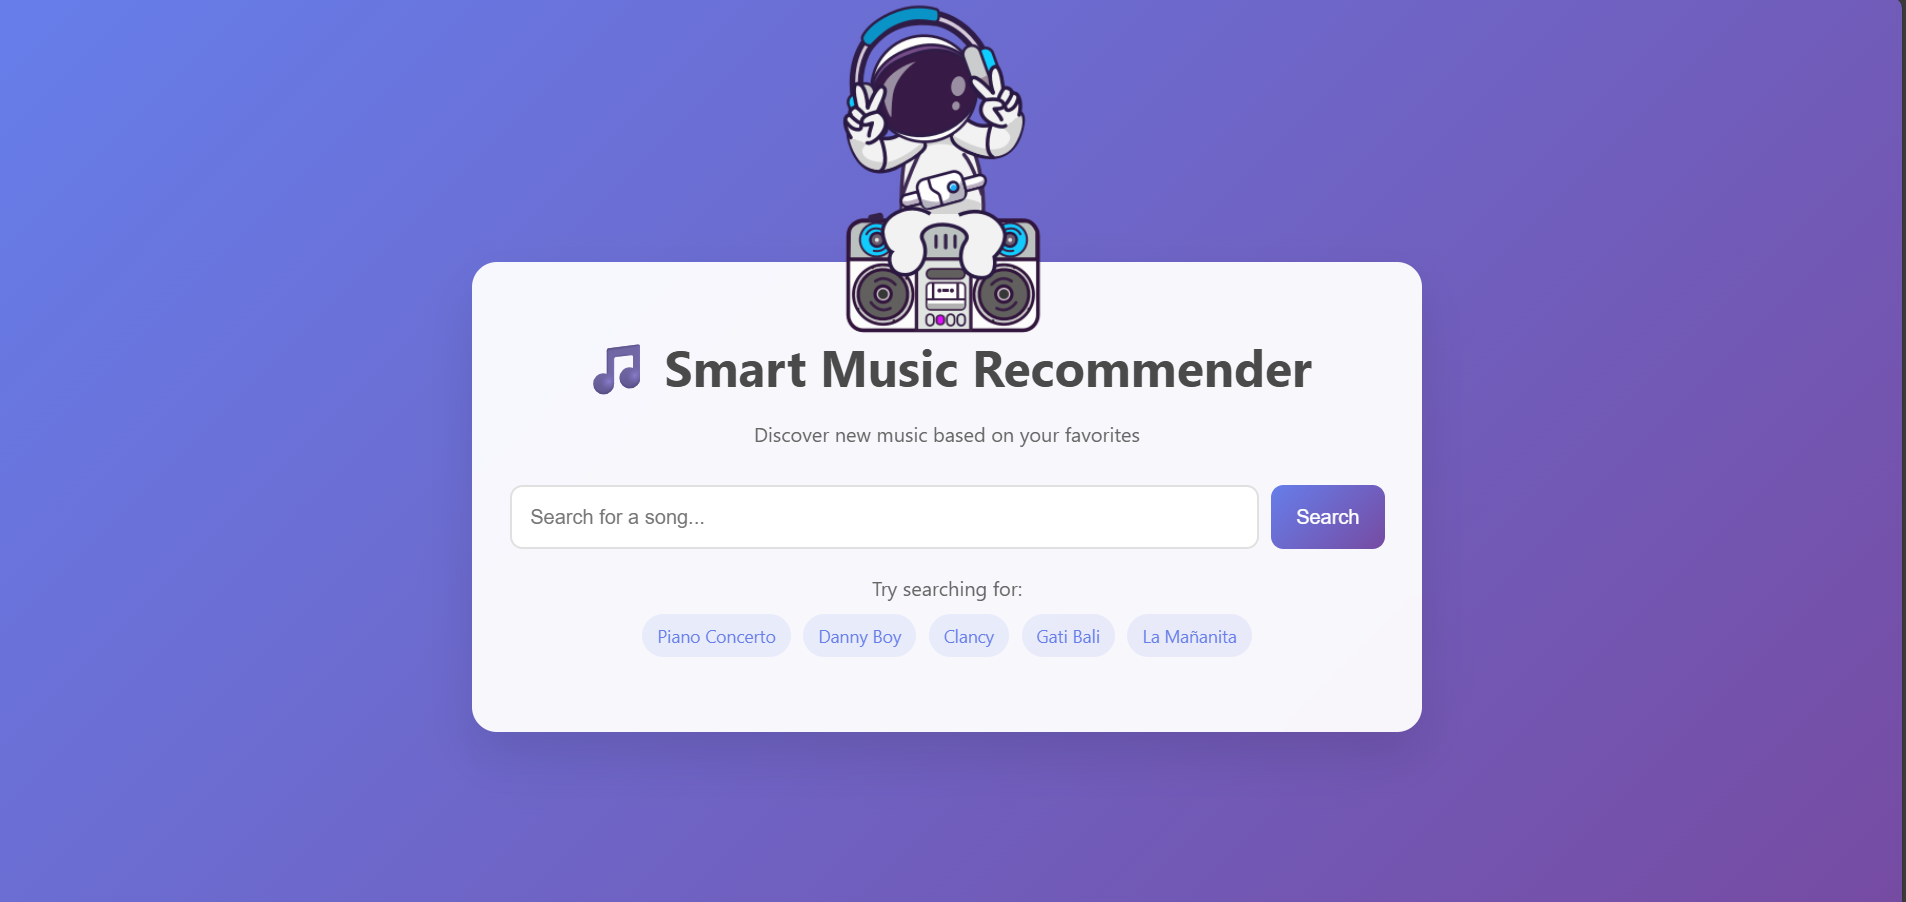 🎵 Smart Music Recommender
Discover new music based on your favorites
Search for a song...
Search
Try searching for:
Piano Concerto
Danny Boy
Clancy
Gati Bali
La Mañanita